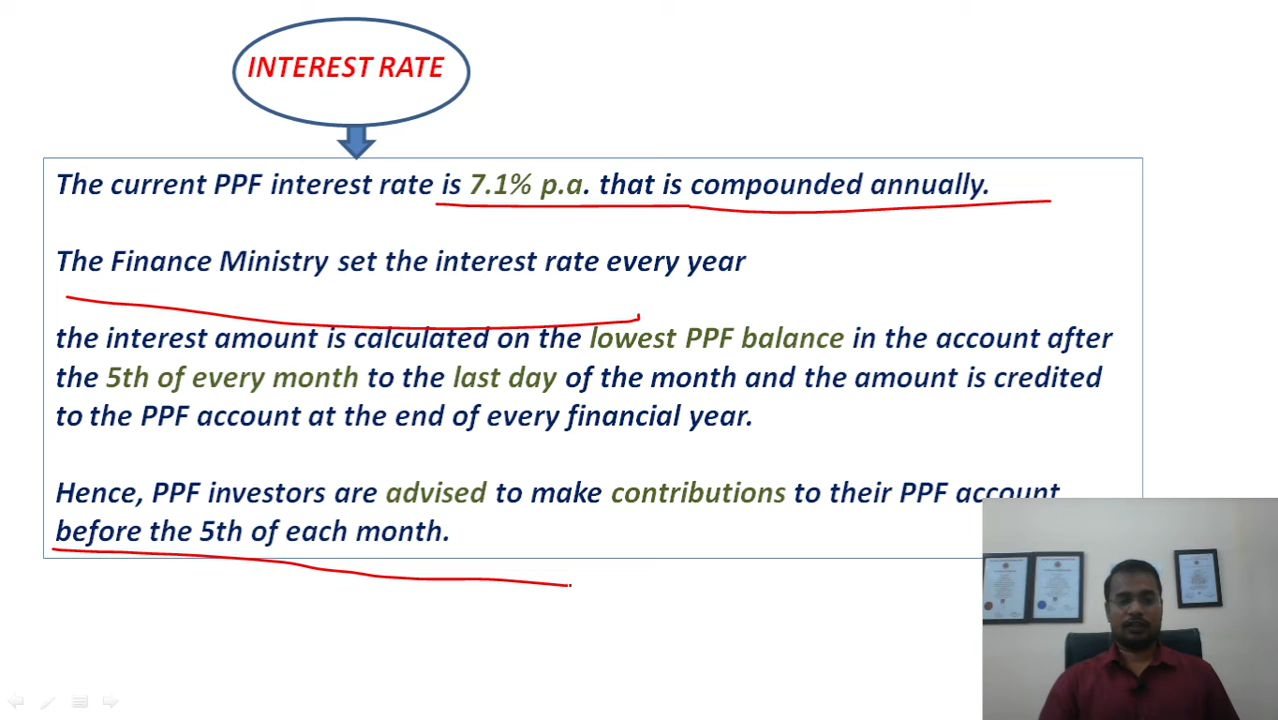 INTEREST RATE
The current PPF interest rate is 7.1% p.a. that is compounded annually.
The Finance Ministry set the interest rate every year
the interest amount is calculated on the lowest PPF balance in the account after
the 5th of every month to the last day of the month and the amount is credited
to the PPF account at the end of every financial year.
Hence, PPF investors are advised to make contributions to their PPF account
before the 5th of each month.